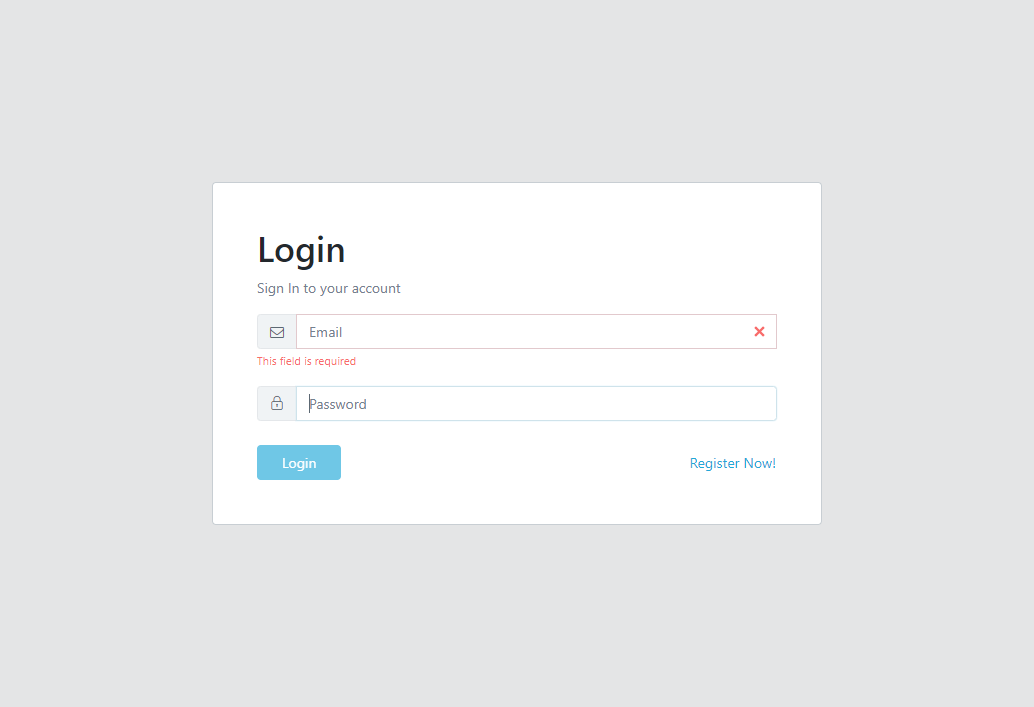 Login
Sign In to your account
Email
This field is required
Password
Login
Register Now!